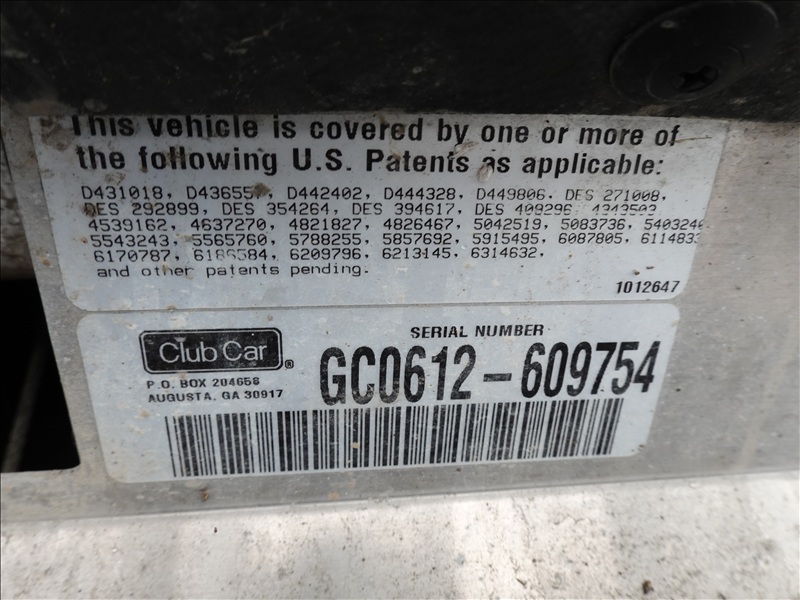 This vehicle is covered by one or more of
the following U.S. Patents as applicable:
D431018, D442402, D444328, D449806, DES 271008,
DES 292899, DES 354264, DES 394617, DES 409296,
4539162, 4637270, 4821827, 4826467, 5042519, 5083736,
5543243, 5565760, 5788255, 5857692, 5915495, 6087805,
6170787, 6209796, 6213145, 6314632,
and other patents pending.
1012647
SERIAL NUMBER
Club Car®
GC0612-609754
P.O. BOX 204658
AUGUSTA, GA 30917